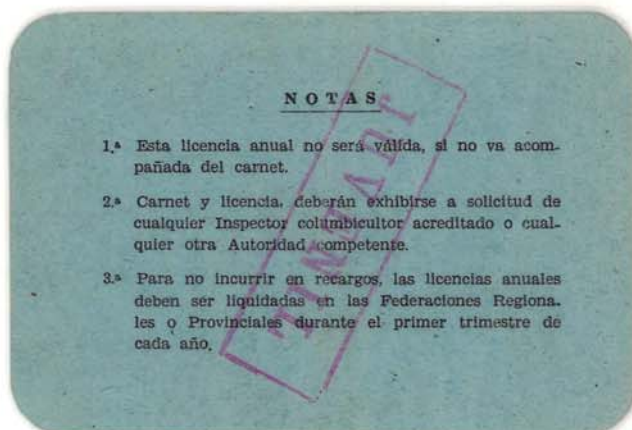 NOTAS
1.ª Esta licencia anual no será válida, si no va acom-
pañada del carnet.
2.ª Carnet y licencia, deberán exhibirse a solicitud de
cualquier Inspector columbicultor acreditado o cual-
quier otra Autoridad competente.
3.ª Para no incurrir en recargos, las licencias anuales
deben ser liquidadas en las Federaciones Regiona-
les o Provinciales durante el primer trimestre de
cada año.
JUVENIL